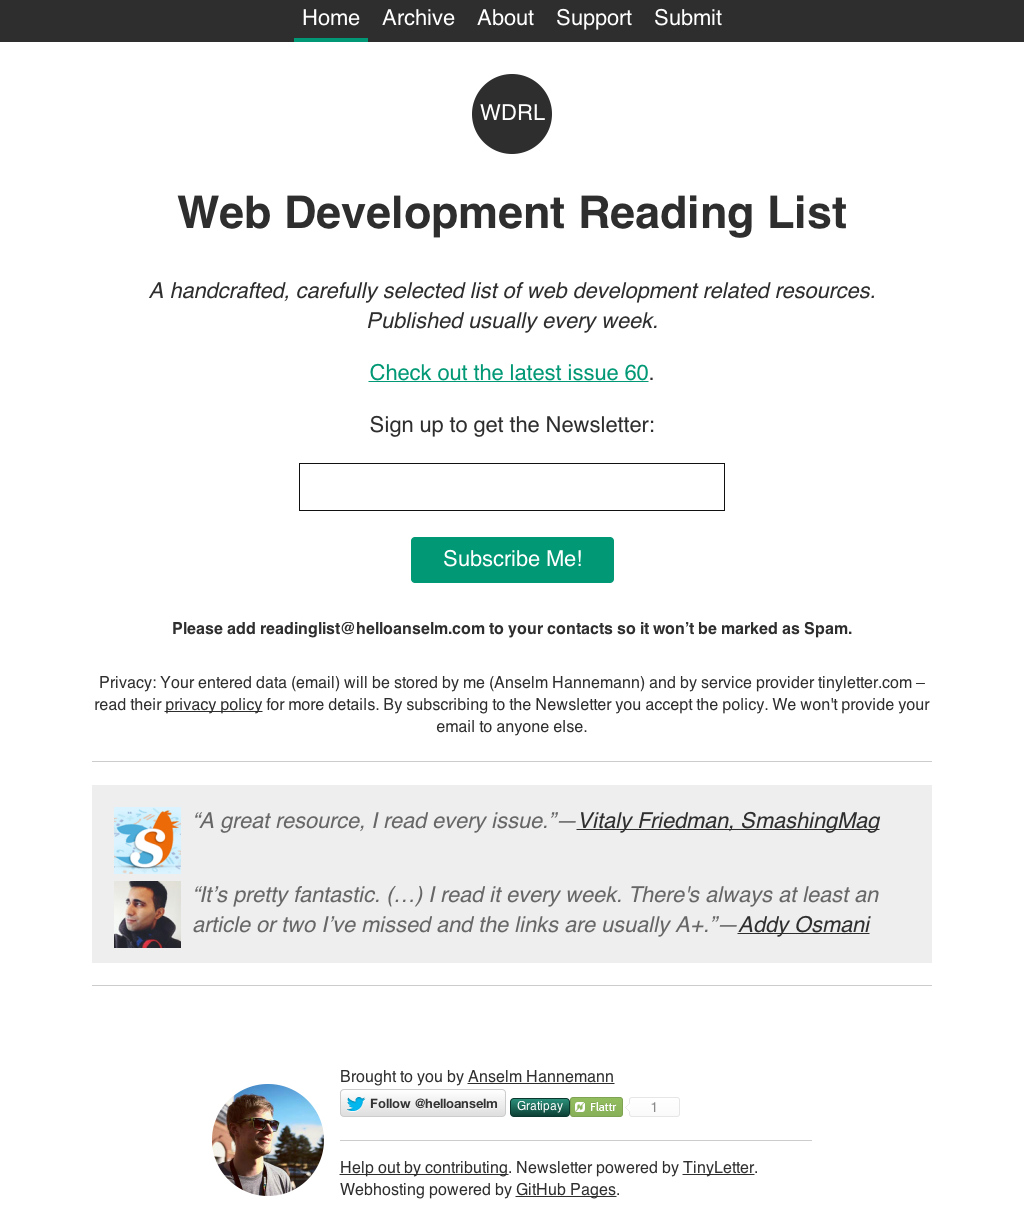 Home Archive About Support Submit
WDRL
Web Development Reading List
A handcrafted, carefully selected list of web development related resources.
Published usually every week.
Check out the latest issue 60.
Sign up to get the Newsletter:
Subscribe Me!
Please add readinglist@helloanselm.com to your contacts so it won’t be marked as Spam.
Privacy: Your entered data (email) will be stored by me (Anselm Hannemann) and by service provider tinyletter.com –
read their privacy policy for more details. By subscribing to the Newsletter you accept the policy. We won't provide your
email to anyone else.
S
“A great resource, I read every issue.”—Vitaly Friedman, SmashingMag
“It’s pretty fantastic. (…) I read it every week. There's always at least an
article or two I’ve missed and the links are usually A+.”—Addy Osmani
Brought to you by Anselm Hannemann
Follow @helloanselm Gratipay Flattr 1
Help out by contributing. Newsletter powered by TinyLetter.
Webhosting powered by GitHub Pages.